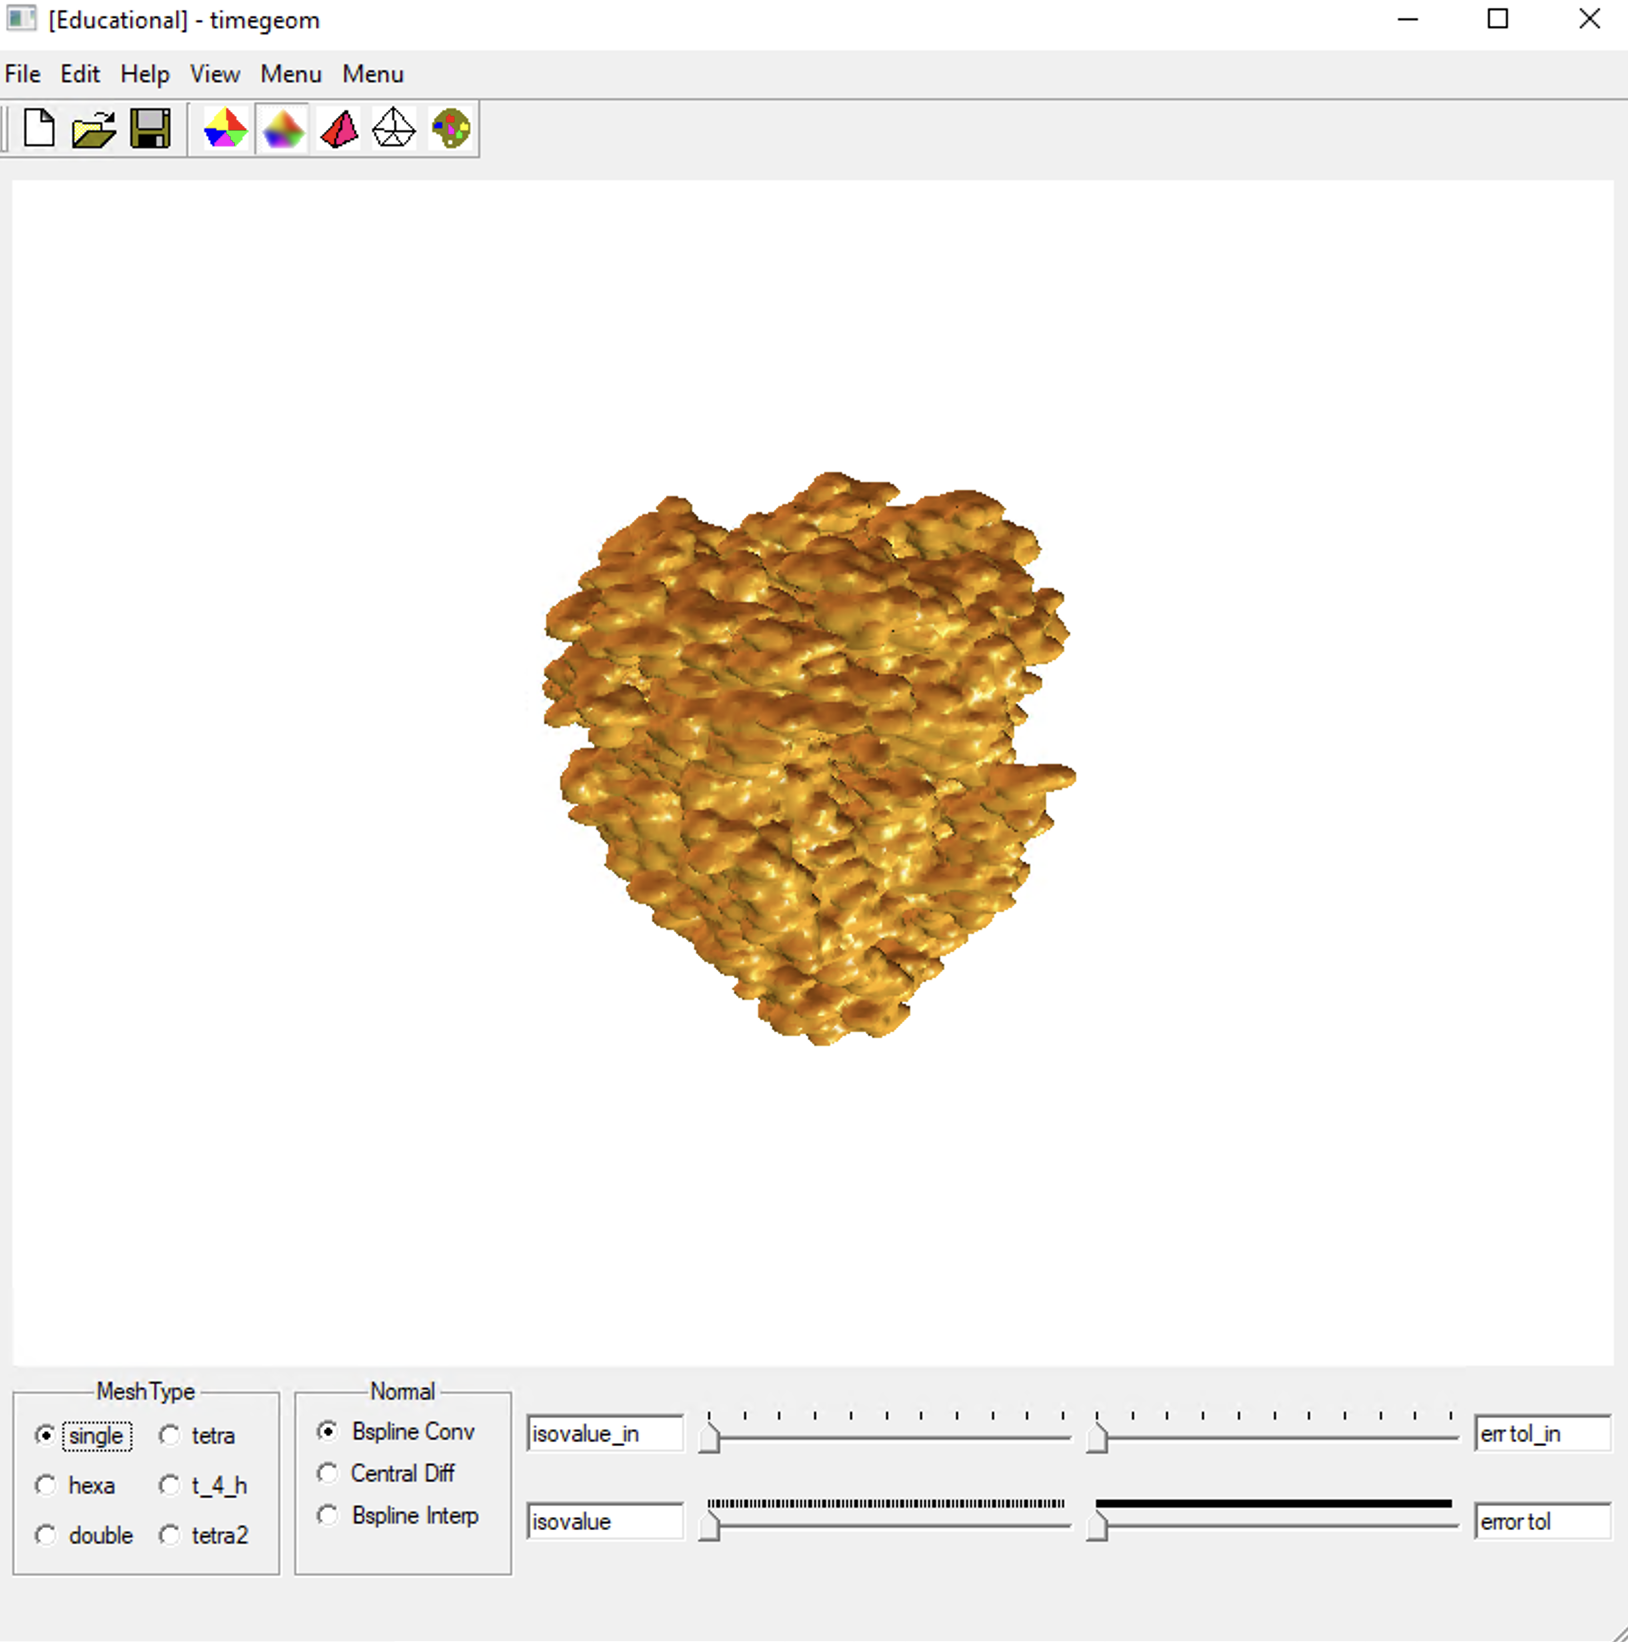 [Educational] - timegeom
File Edit Help View Menu Menu
MeshType
single tetra
hexa t_4_h
double tetra2
Normal
Bspline Conv
Central Diff
Bspline Interp
isovalue_in
err tol_in
isovalue
error tol